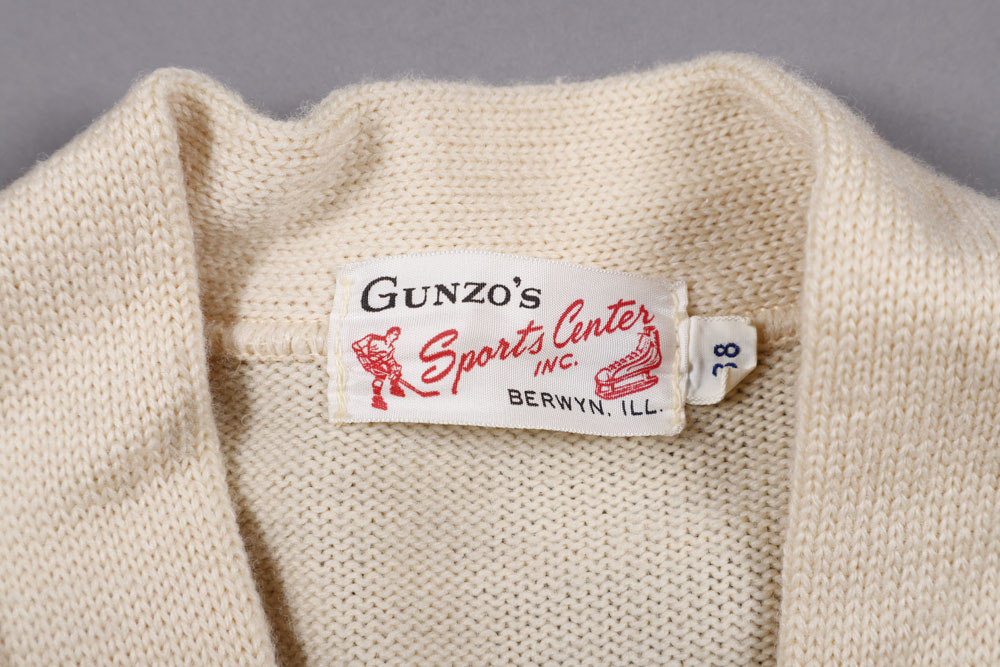 GUNZO'S
Sports Center
INC.
BERWYN, ILL.
38